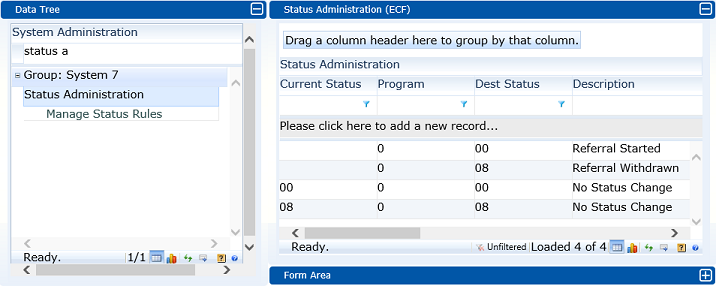 Data Tree
System Administration
status a
Group: System 7
Status Administration
Manage Status Rules
Ready. 1/1
Status Administration (ECF)
Drag a column header here to group by that column.
Status Administration
Current Status Program Dest Status Description
Please click here to add a new record...
0 00 Referral Started
0 08 Referral Withdrawn
00 0 00 No Status Change
08 0 08 No Status Change
Ready. Unfiltered Loaded 4 of 4
Form Area